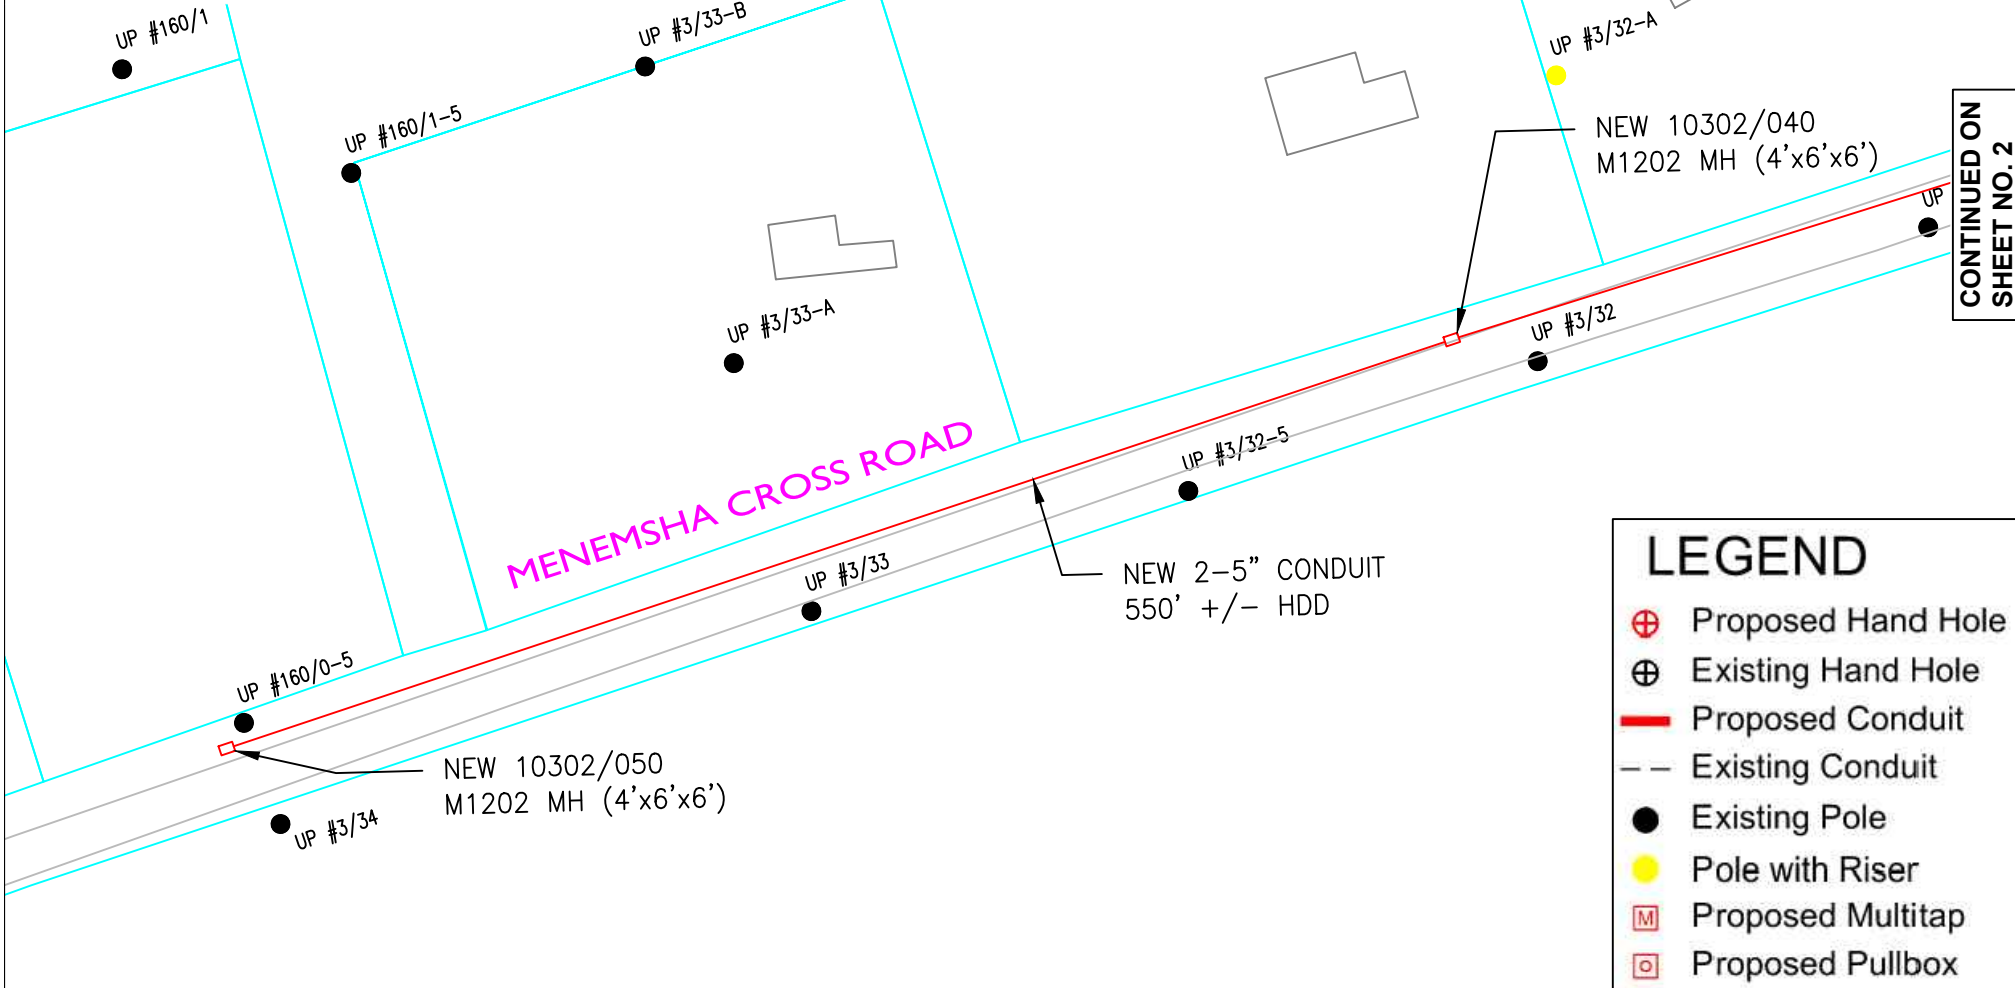 UP #160/1
UP #3/33-B
UP #3/32-A
UP #160/1-5
NEW 10302/040
M1202 MH (4'x6'x6')
CONTINUED ON
SHEET NO. 2
UP
UP #3/33-A
UP #3/32
MENEMSHA CROSS ROAD
UP #3/32-5
UP #3/33
NEW 2-5" CONDUIT
550' +/- HDD
UP #160/0-5
NEW 10302/050
M1202 MH (4'x6'x6')
UP #3/34
LEGEND
Proposed Hand Hole
Existing Hand Hole
Proposed Conduit
Existing Conduit
Existing Pole
Pole with Riser
M Proposed Multitap
Proposed Pullbox